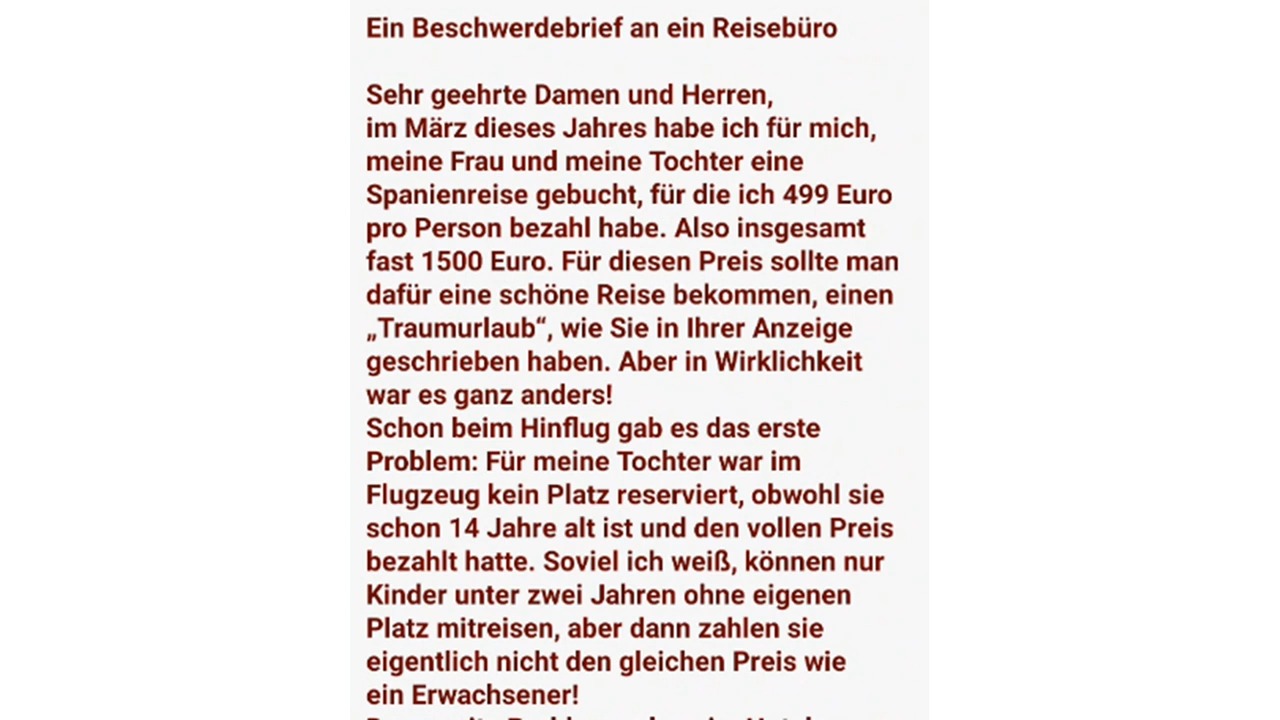 Ein Beschwerdebrief an ein Reisebüro
Sehr geehrte Damen und Herren,
im März dieses Jahres habe ich für mich,
meine Frau und meine Tochter eine
Spanienreise gebucht, für die ich 499 Euro
pro Person bezahl habe. Also insgesamt
fast 1500 Euro. Für diesen Preis sollte man
dafür eine schöne Reise bekommen, einen
„Traumurlaub“, wie Sie in Ihrer Anzeige
geschrieben haben. Aber in Wirklichkeit
war es ganz anders!
Schon beim Hinflug gab es das erste
Problem: Für meine Tochter war im
Flugzeug kein Platz reserviert, obwohl sie
schon 14 Jahre alt ist und den vollen Preis
bezahlt hatte. Soviel ich weiß, können nur
Kinder unter zwei Jahren ohne eigenen
Platz mitreisen, aber dann zahlen sie
eigentlich nicht den gleichen Preis wie
ein Erwachsener!